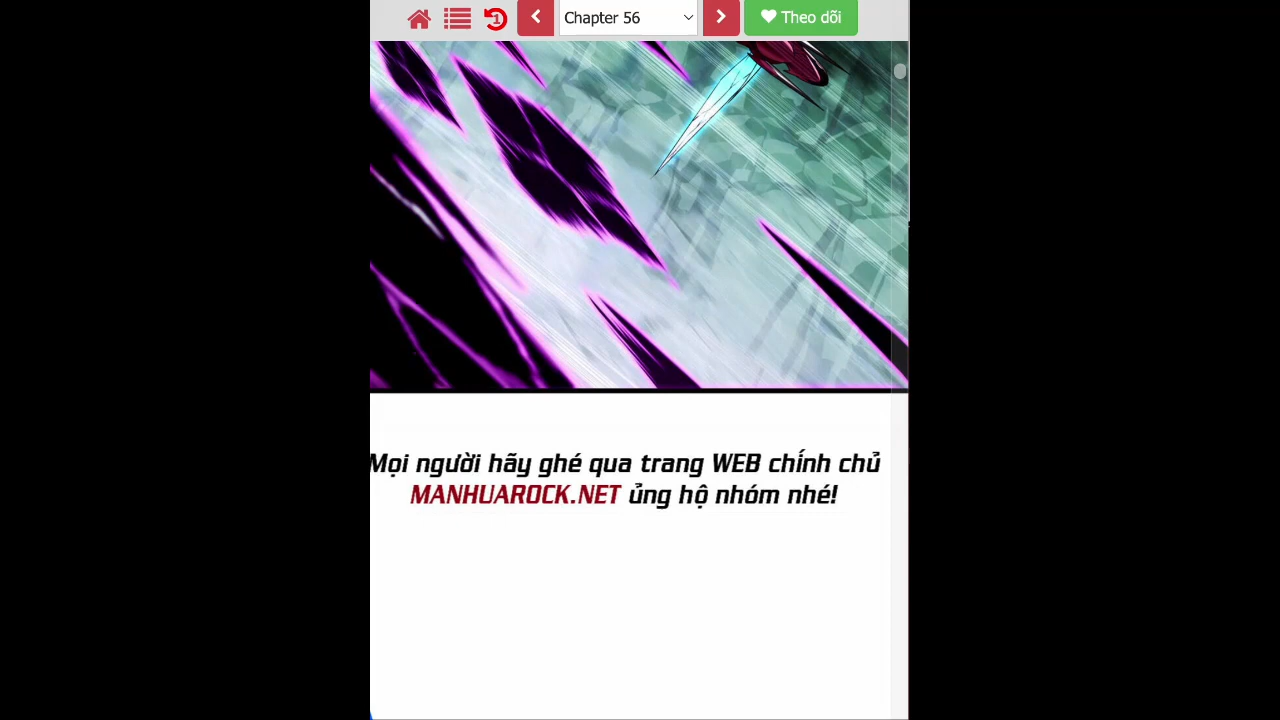 Chapter 56
Theo dõi
Mọi người hãy ghé qua trang WEB chính chủ
MANHUAROCK.NET ủng hộ nhóm nhé!